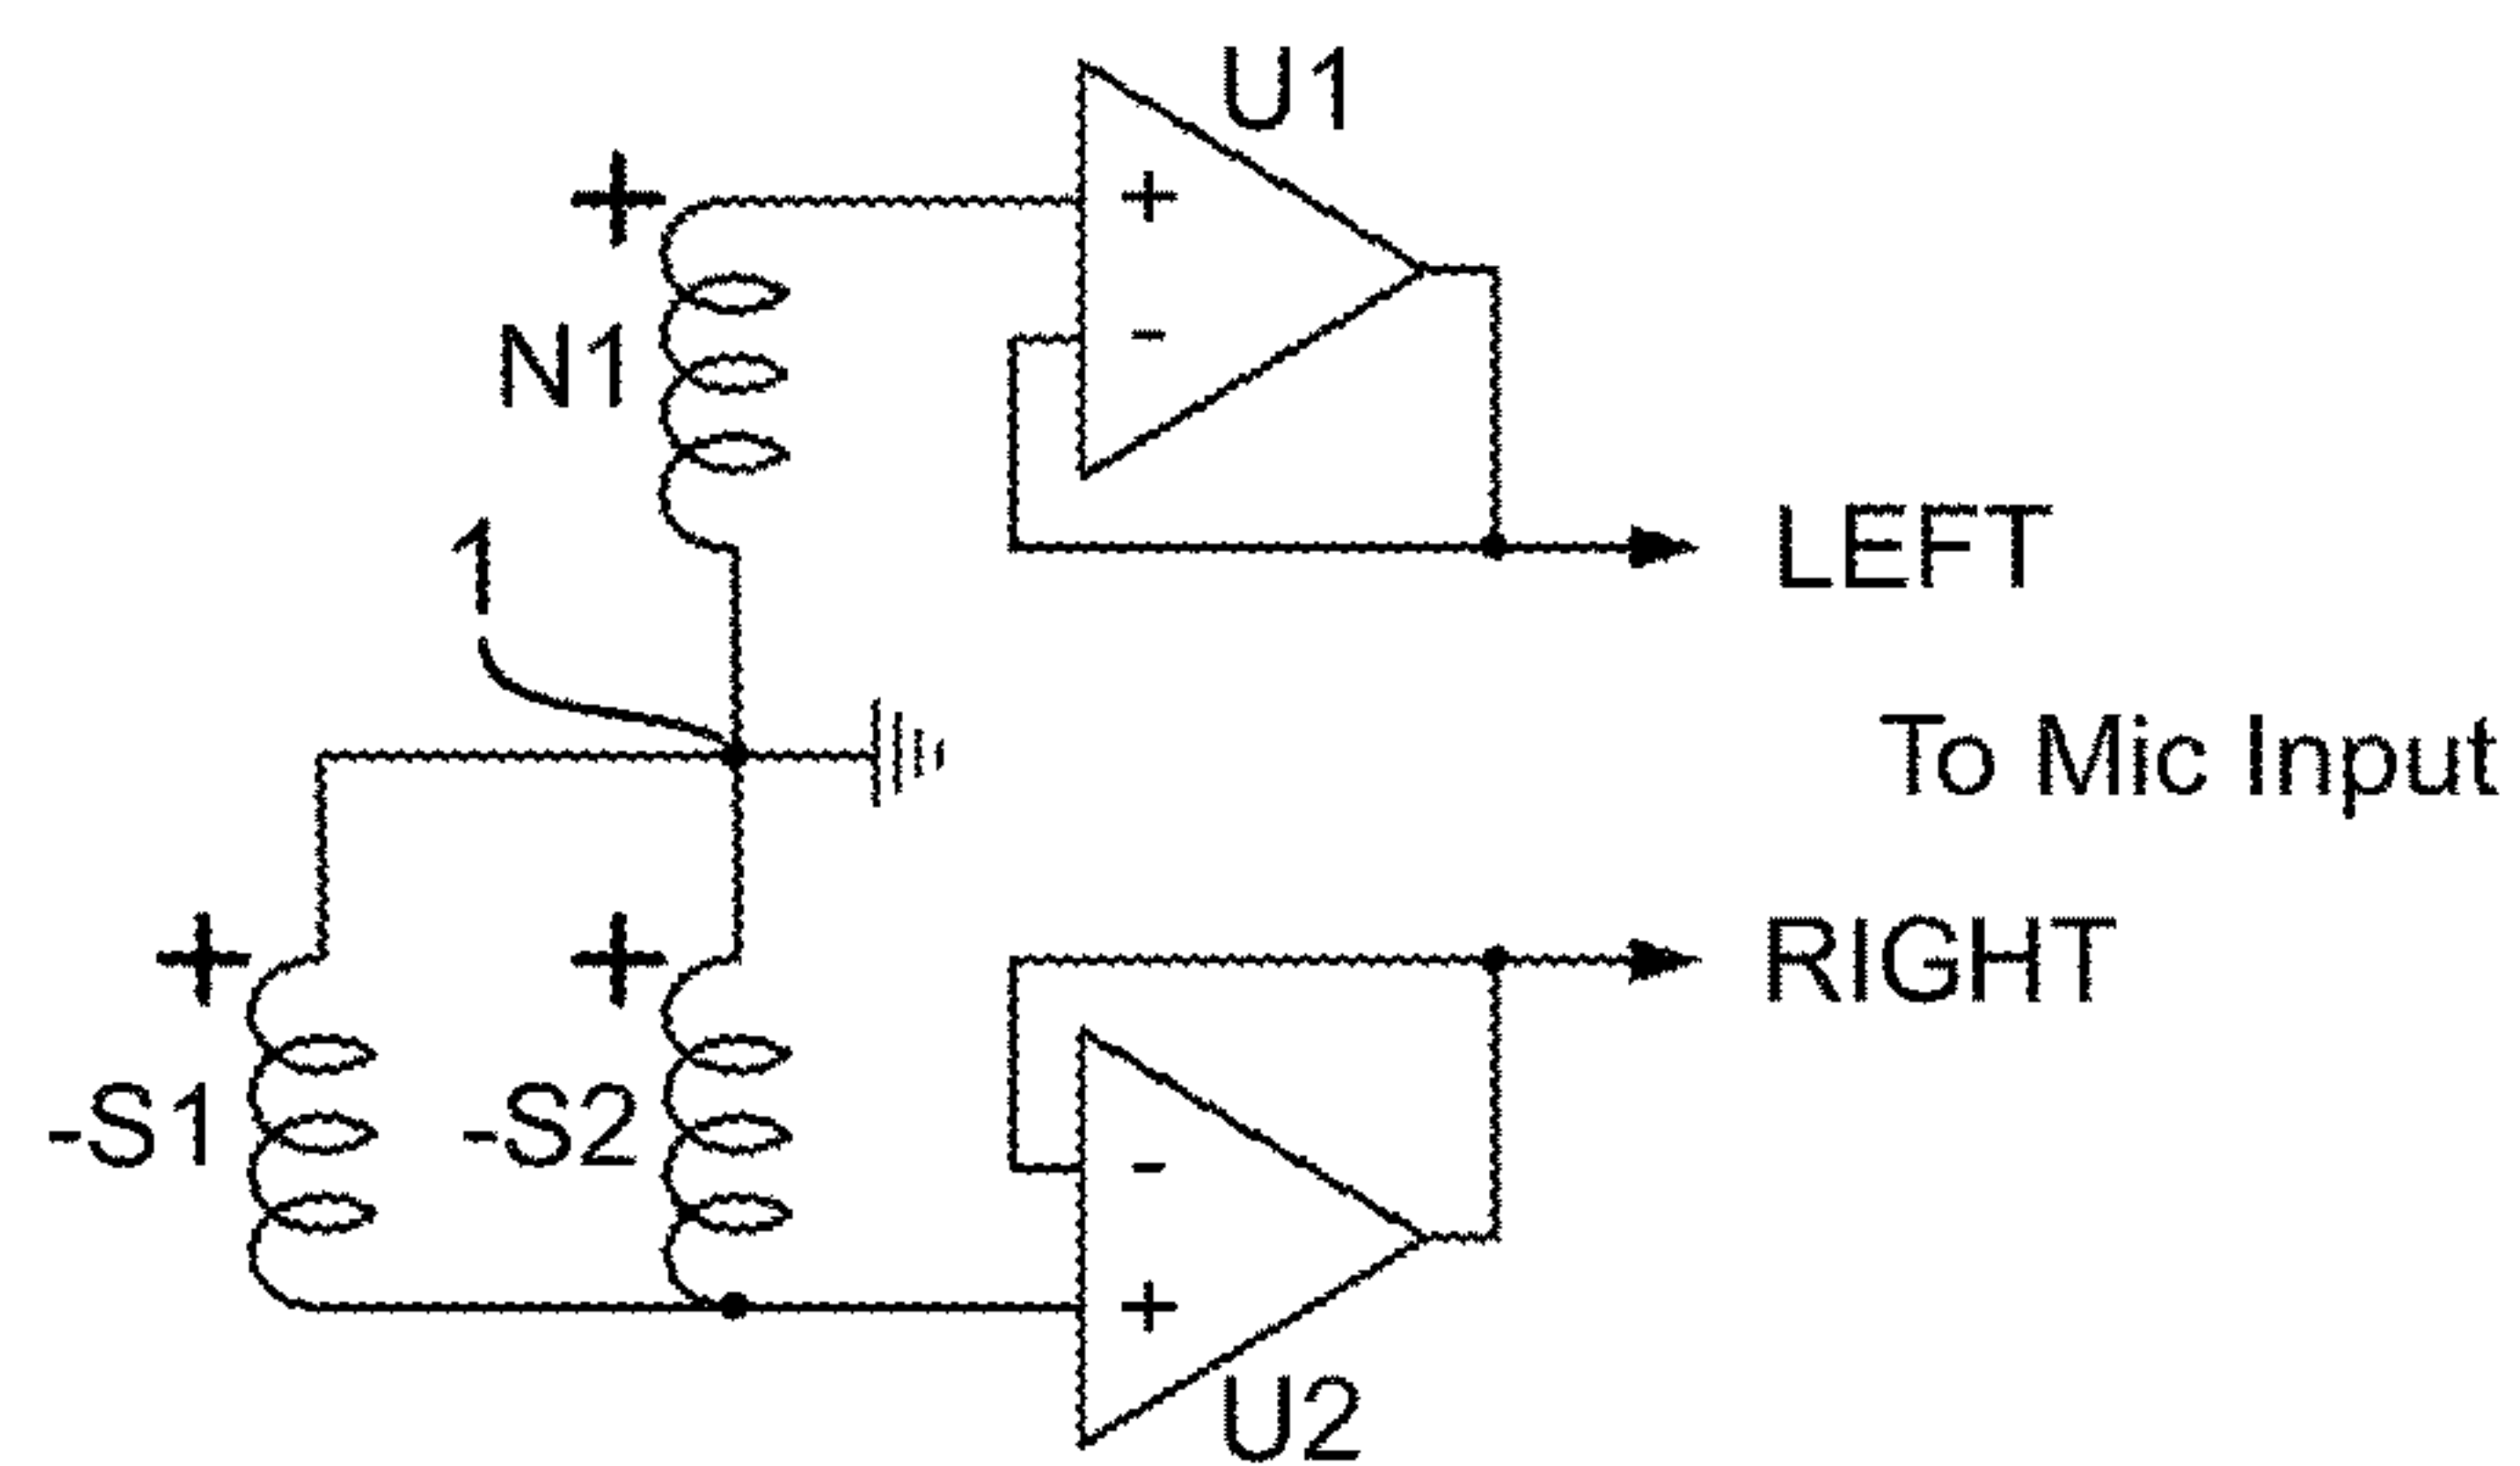 U1
+
+
-
N1
1
LEFT
To Mic Input
+
+
RIGHT
-S1
-S2
-
+
U2